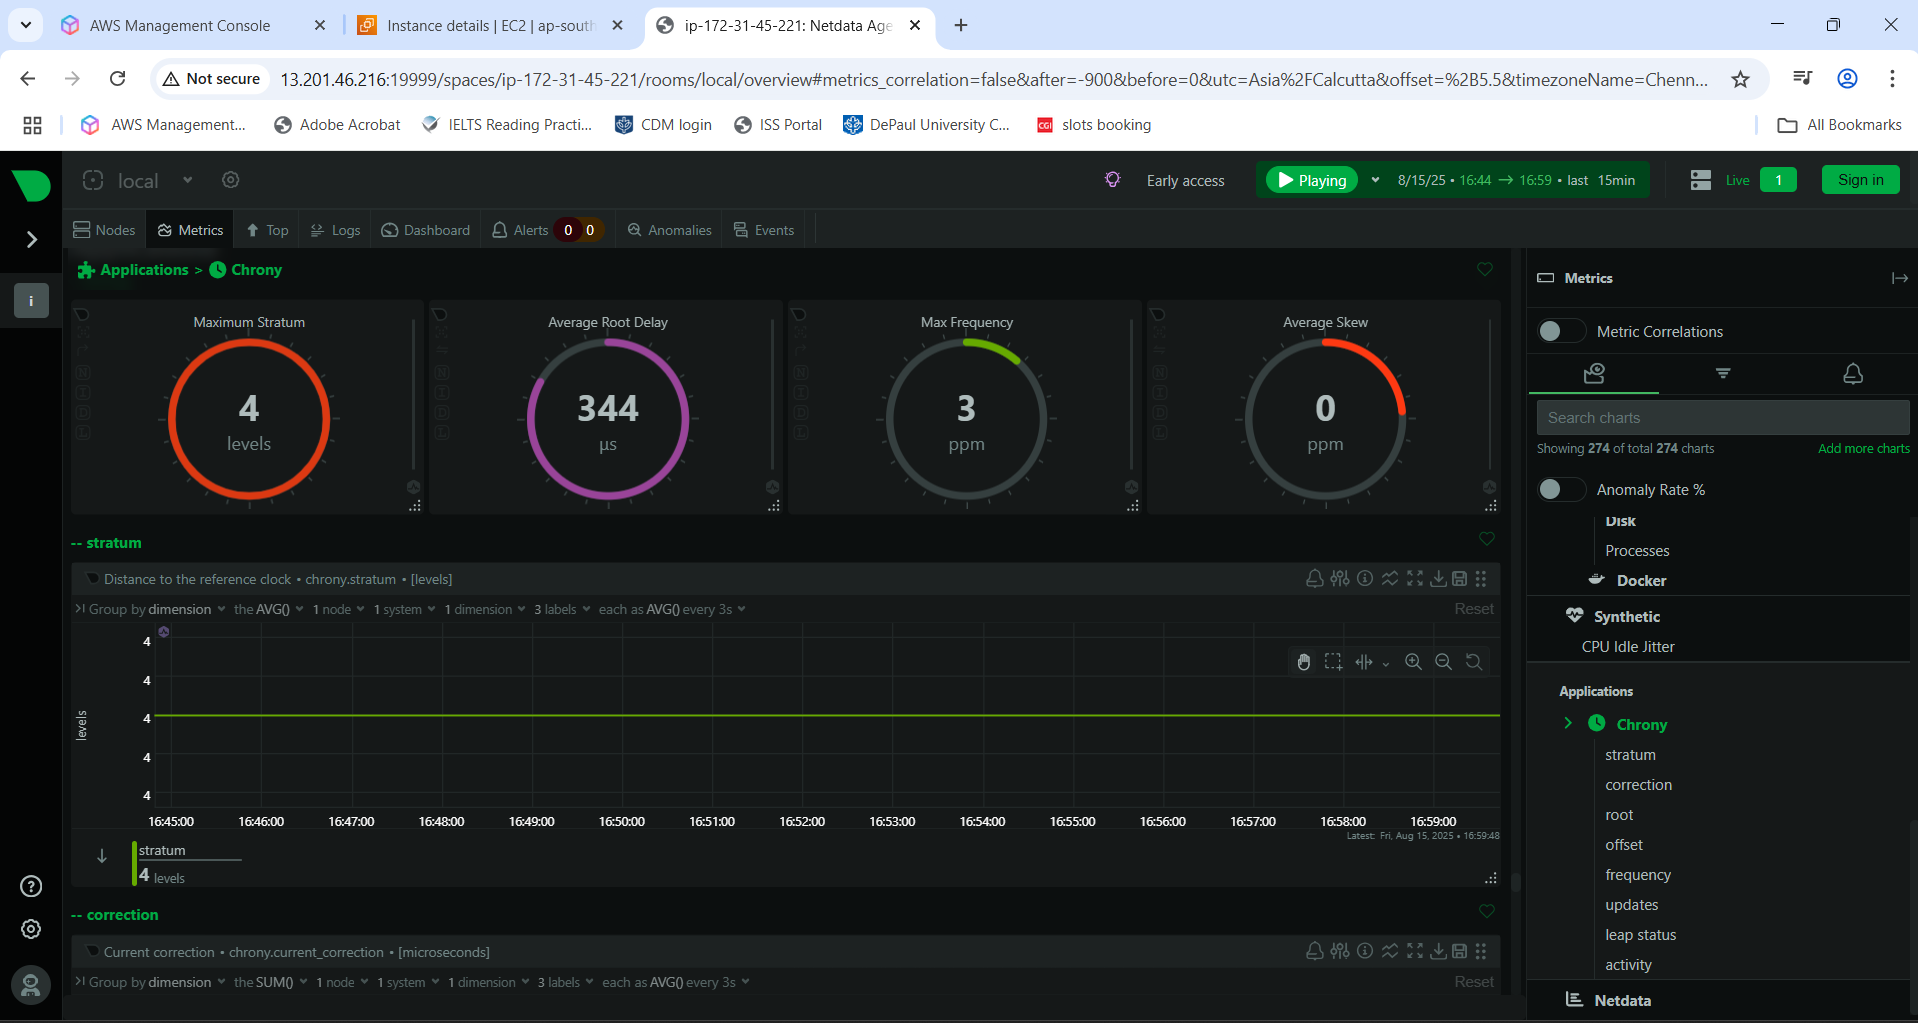 AWS Management Console
Instance details | EC2 | ap-south
ip-172-31-45-221: Netdata Age
Not secure
13.201.46.216:19999/spaces/ip-172-31-45-221/rooms/local/overview#metrics_correlation=false&after=-900&before=0&utc=Asia%2FCalcutta&offset=%2B5.5&timezoneName=Chenn...
AWS Management...
Adobe Acrobat
IELTS Reading Practi...
CDM login
ISS Portal
DePaul University C...
CGI slots booking
All Bookmarks
local
Early access
Playing
8/15/25 • 16:44 → 16:59 • last 15min
Live 1
Sign in
Nodes
Metrics
Top
Logs
Dashboard
Alerts 0 0
Anomalies
Events
i
Applications > Chrony
Maximum Stratum
4
levels
N
I
D
L
Average Root Delay
344
µs
N
I
D
L
Max Frequency
3
ppm
N
I
D
L
Average Skew
0
ppm
N
I
D
L
-- stratum
Distance to the reference clock • chrony.stratum • [levels]
Group by dimension the AVG() 1 node 1 system 1 dimension 3 labels each as AVG() every 3s
Reset
levels
4
4
4
4
4
16:45:00 16:46:00 16:47:00 16:48:00 16:49:00 16:50:00 16:51:00 16:52:00 16:53:00 16:54:00 16:55:00 16:56:00 16:57:00 16:58:00 16:59:00
Latest: Fri, Aug 15, 2025 • 16:59:48
stratum
4 levels
-- correction
Current correction • chrony.current_correction • [microseconds]
Group by dimension the SUM() 1 node 1 system 1 dimension 3 labels each as AVG() every 3s
Reset
Metrics
Metric Correlations
Search charts
Showing 274 of total 274 charts
Add more charts
Anomaly Rate %
Disk
Processes
Docker
Synthetic
CPU Idle Jitter
Applications
Chrony
stratum
correction
root
offset
frequency
updates
leap status
activity
Netdata